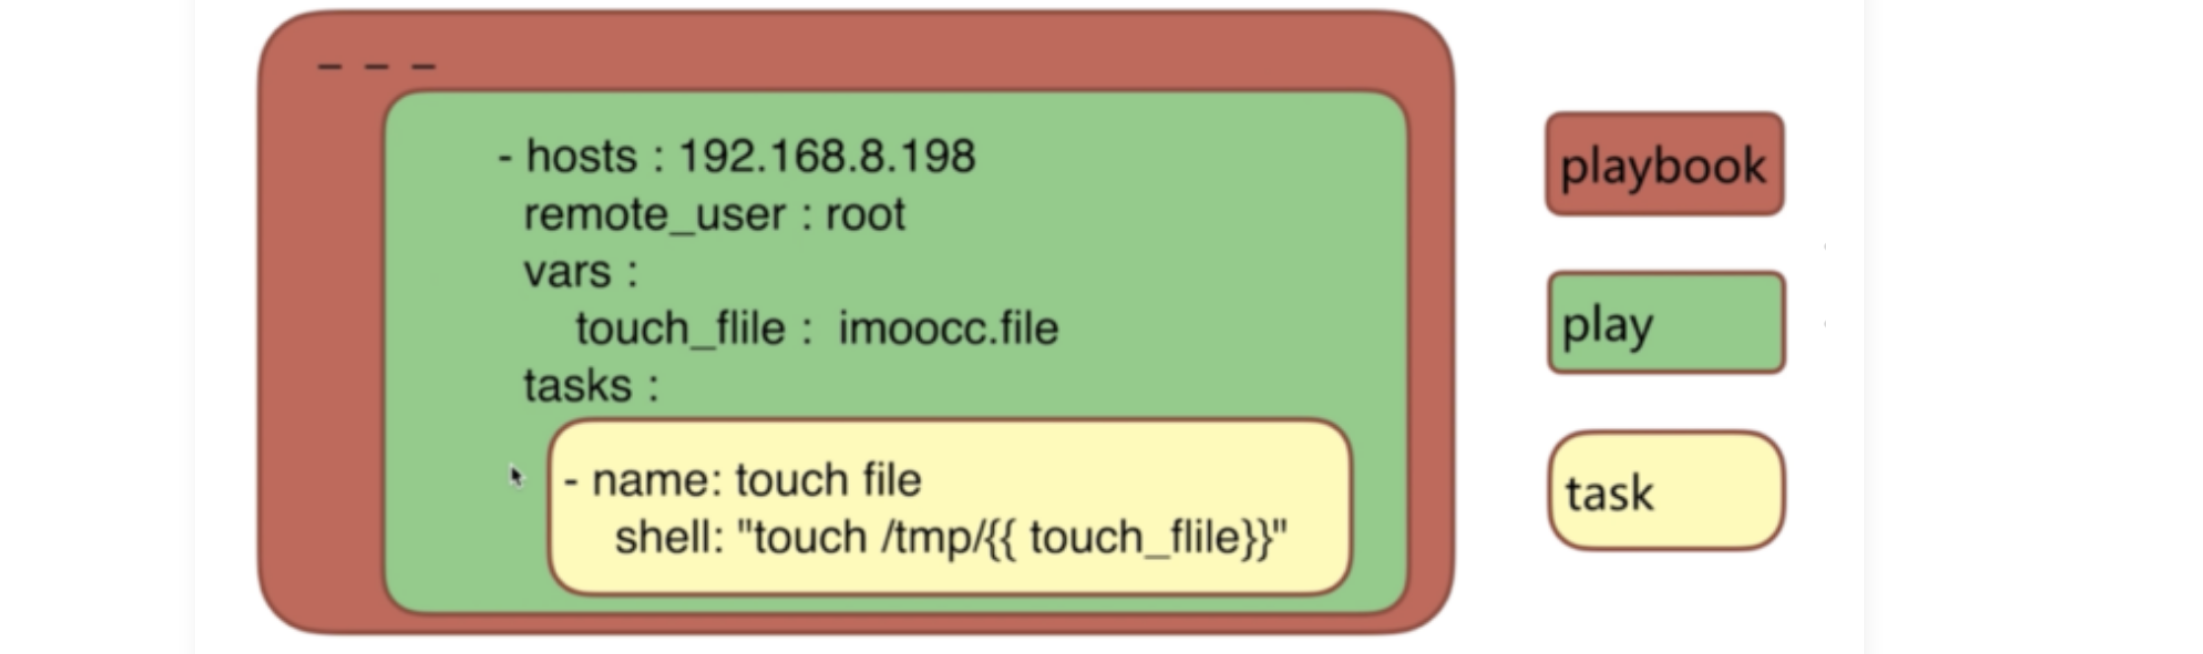 – – –
- hosts : 192.168.8.198
remote_user : root
vars :
touch_flile :  imoocc.file
tasks :
- name: touch file
shell: "touch /tmp/{{ touch_flile}}"
playbook
play
task